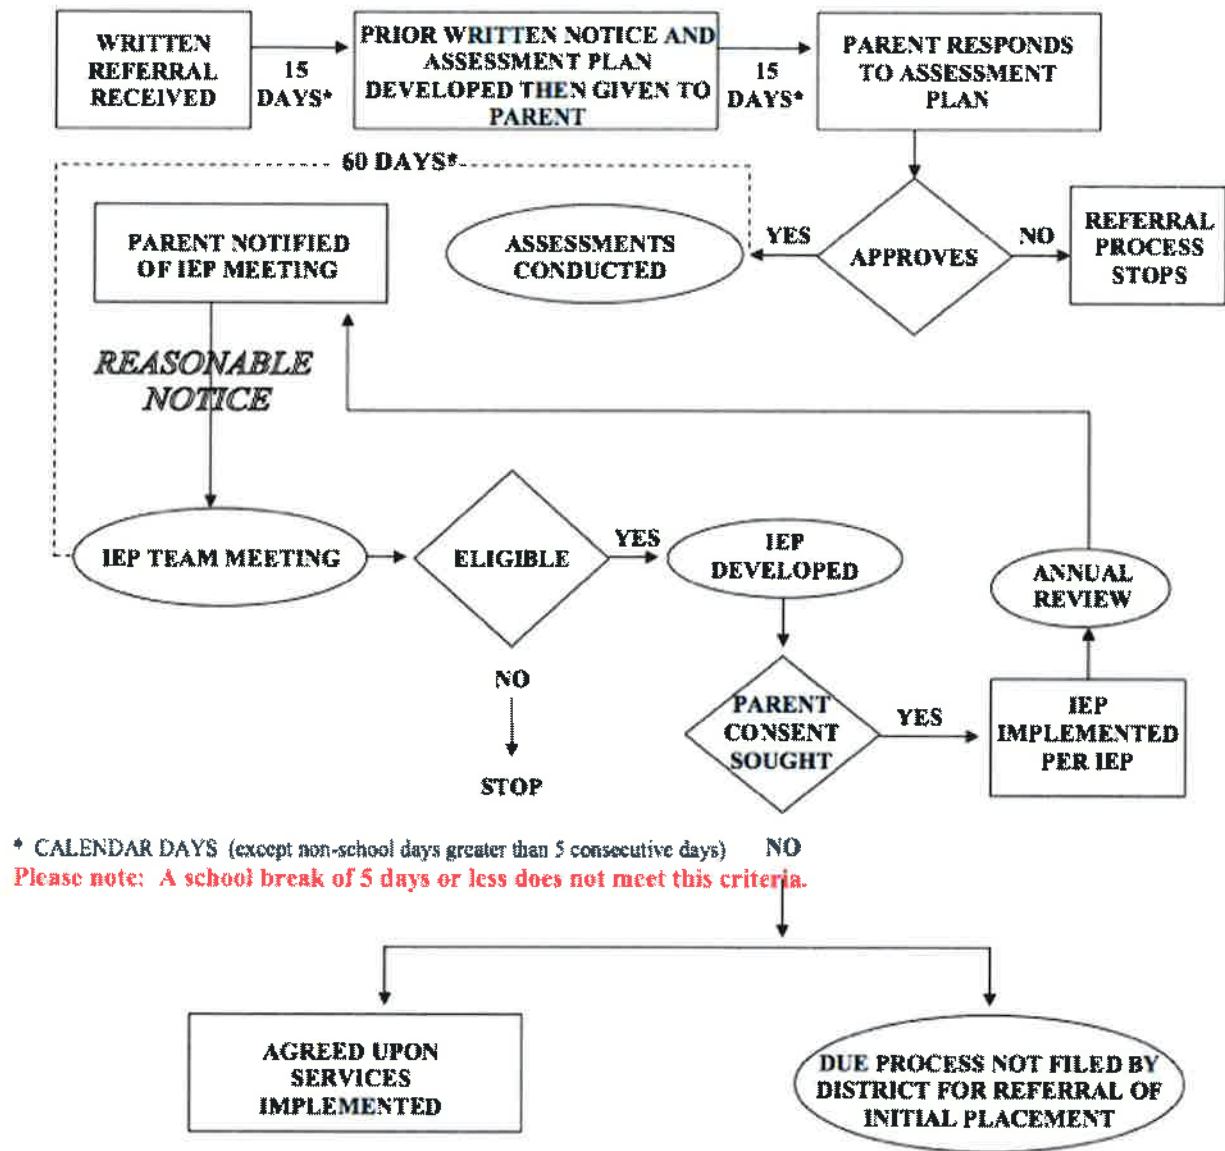 WRITTEN
REFERRAL
RECEIVED
15
DAYS*
PRIOR WRITTEN NOTICE AND
ASSESSMENT PLAN
DEVELOPED THEN GIVEN TO
PARENT
15
DAYS*
PARENT RESPONDS
TO ASSESSMENT
PLAN
60 DAYS*
PARENT NOTIFIED
OF IEP MEETING
ASSESSMENTS
CONDUCTED
YES
APPROVES
NO
REFERRAL
PROCESS
STOPS
REASONABLE
NOTICE
IEP TEAM MEETING
ELIGIBLE
YES
IEP
DEVELOPED
ANNUAL
REVIEW
NO
STOP
PARENT
CONSENT
SOUGHT
YES
IEP
IMPLEMENTED
PER IEP
* CALENDAR DAYS (except non-school days greater than 5 consecutive days)
NO
Please note: A school break of 5 days or less does not meet this criteria.
AGREED UPON
SERVICES
IMPLEMENTED
DUE PROCESS NOT FILED BY
DISTRICT FOR REFERRAL OF
INITIAL PLACEMENT